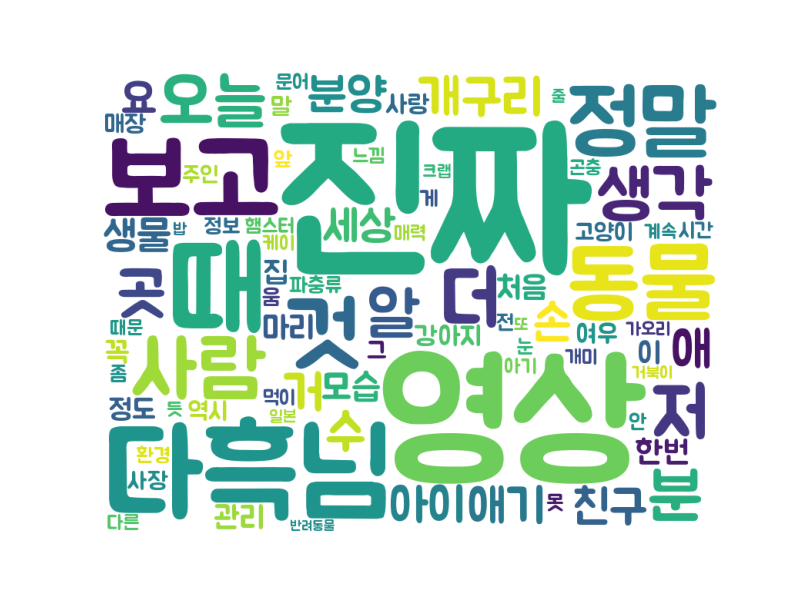 요
오늘
문어
말
분양
사랑
개구리
줄
정말
매장
보고
진짜
주인
앞
느낌
크랩
곤충
생각
생물
밥
정보
햄스터
케이
세상
매력
게
고양이
계속
시간
곳
때
집
움
파충류
것
알
더
처음
동물
마리
강아지
전
또
손
여우
가오리
때문
꼭
좀
사람
그
눈
아기
개미
이
애
거북이
정도
듯
역시
먹이
일본
거
모습
영상
저
다흑님
수
안
한번
환경
사장
다른
관리
반려동물
아이
얘기
못
친구
분